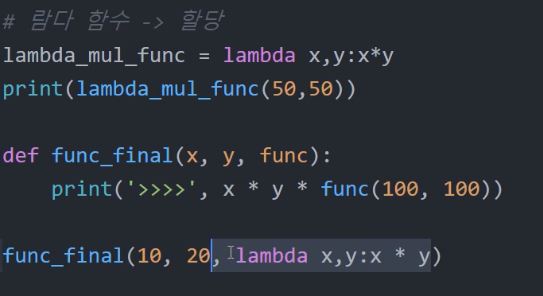 # 람다 함수 -> 할당
lambda_mul_func = lambda x,y:x*y
print(lambda_mul_func(50,50))
def func_final(x, y, func):
    print('>>>>', x * y * func(100, 100))
func_final(10, 20, lambda x,y:x * y)